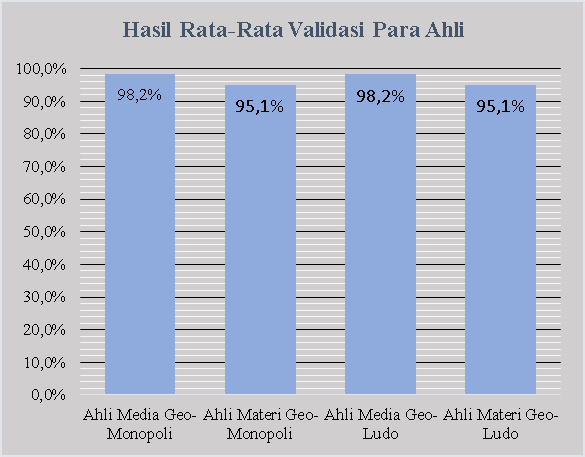 Hasil Rata-Rata Validasi Para Ahli
100,0%
90,0%
80,0%
70,0%
60,0%
50,0%
40,0%
30,0%
20,0%
10,0%
0,0%
98,2%
95,1%
98,2%
95,1%
Ahli Media Geo-
Monopoli
Ahli Materi Geo-
Monopoli
Ahli Media Geo-
Ludo
Ahli Materi Geo-
Ludo